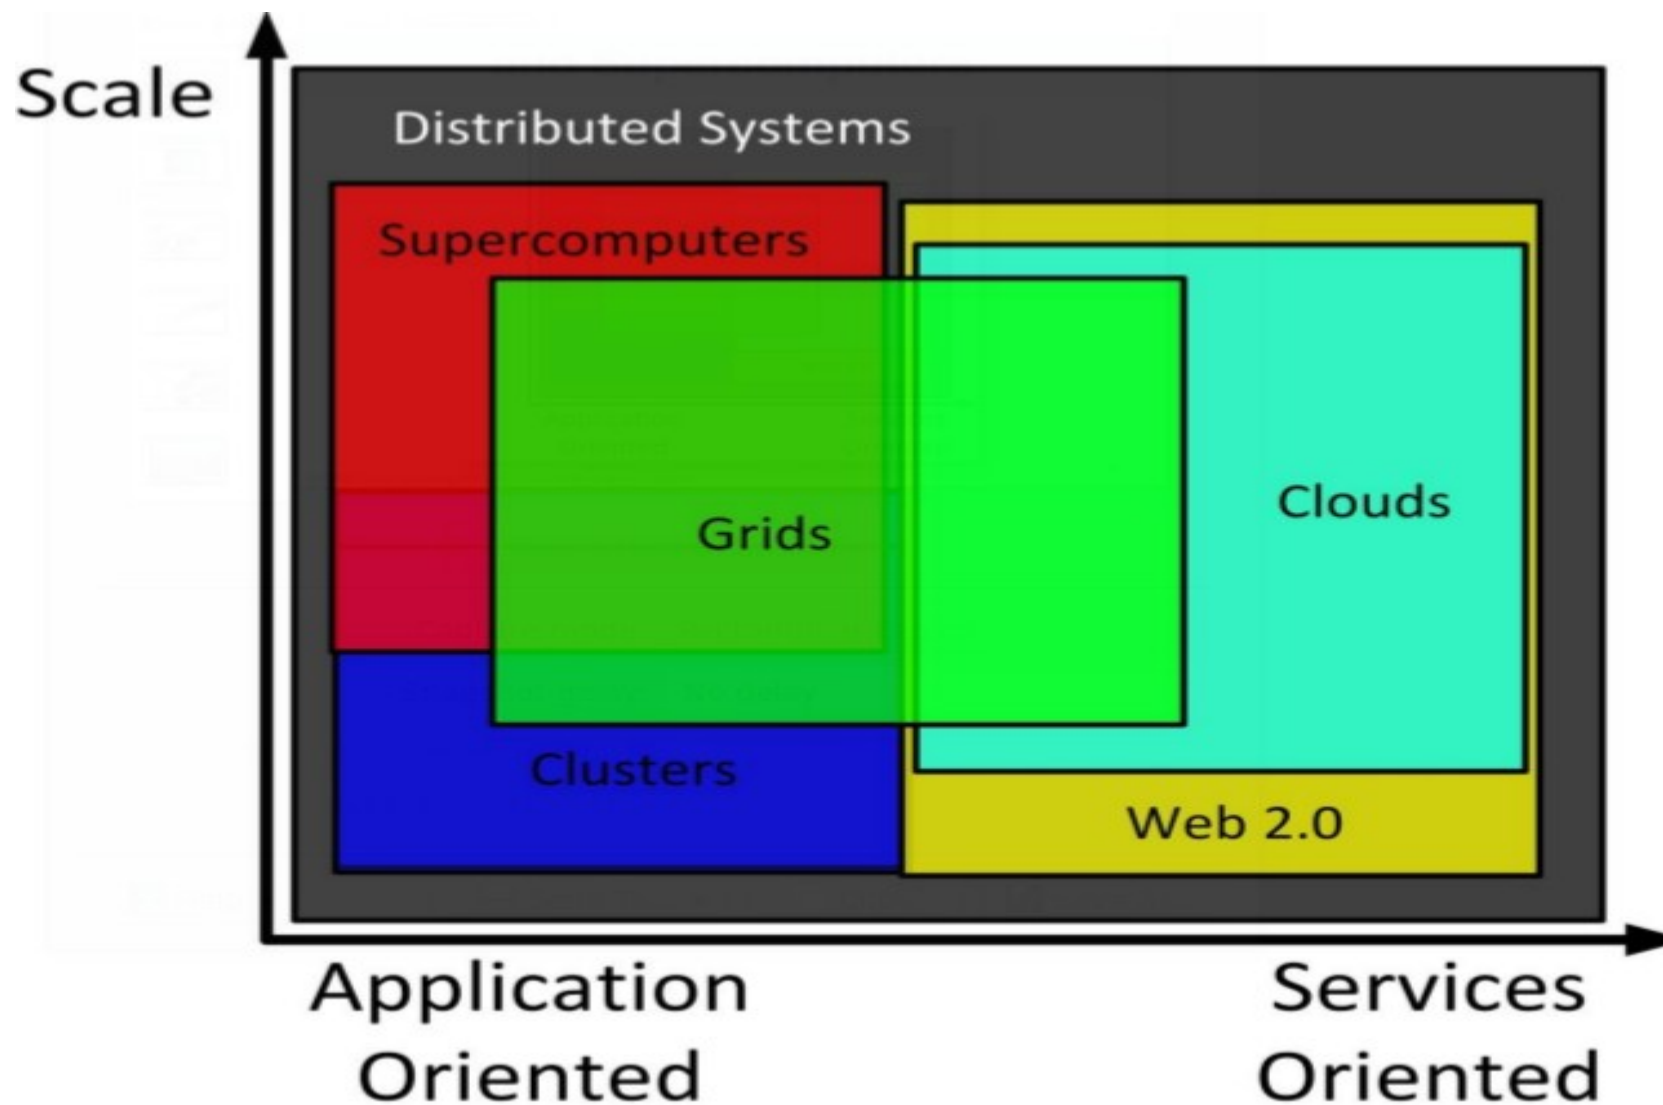 Scale
Distributed Systems
Supercomputers
Grids
Clouds
Clusters
Web 2.0
Application
Oriented
Services
Oriented